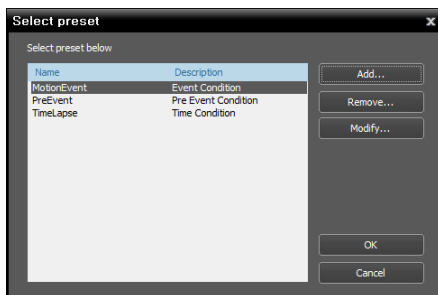 Select preset
x
Select preset below
Name Description
MotionEvent Event Condition
PreEvent Pre Event Condition
TimeLapse Time Condition
Add...
Remove...
Modify...
OK
Cancel